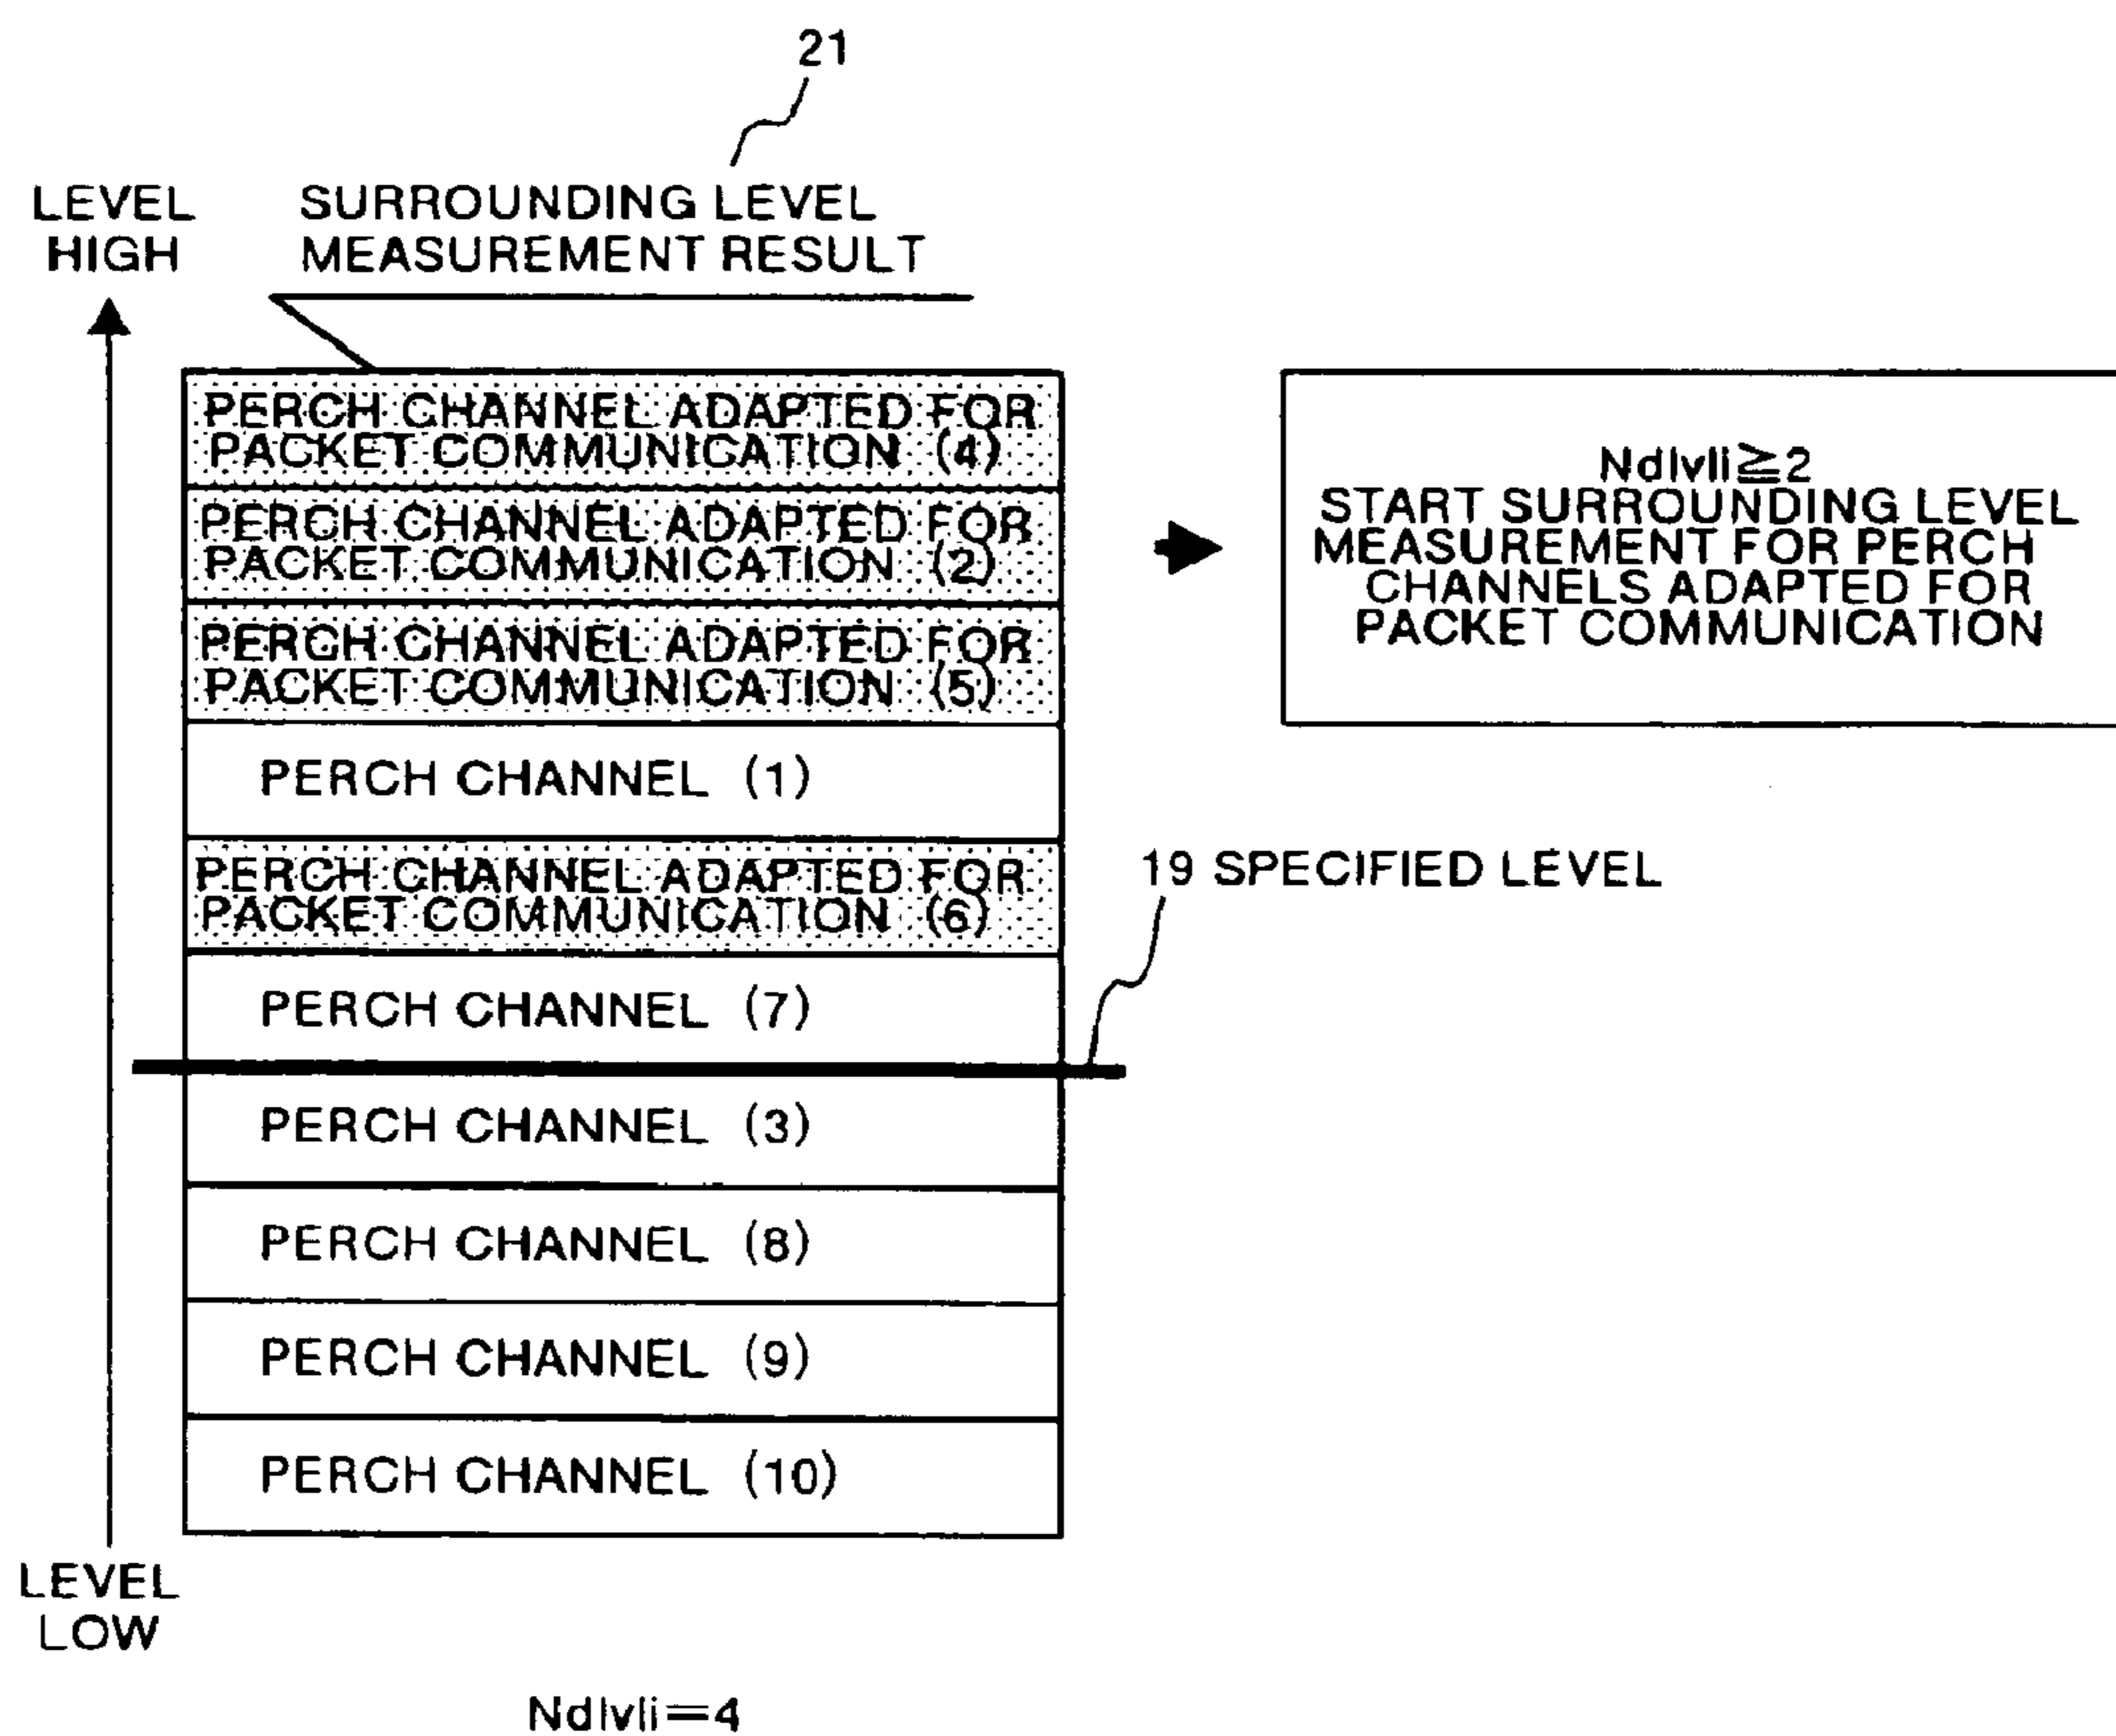 21
LEVEL
HIGH
SURROUNDING LEVEL
MEASUREMENT RESULT
PERCH CHANNEL ADAPTED FOR
PACKET COMMUNICATION (4)
PERCH CHANNEL ADAPTED FOR
PACKET COMMUNICATION (2)
PERCH CHANNEL ADAPTED FOR
PACKET COMMUNICATION (5)
PERCH CHANNEL (1)
PERCH CHANNEL ADAPTED FOR
PACKET COMMUNICATION (6)
PERCH CHANNEL (7)
PERCH CHANNEL (3)
PERCH CHANNEL (8)
PERCH CHANNEL (9)
PERCH CHANNEL (10)
Ndlvli≧2
START SURROUNDING LEVEL
MEASUREMENT FOR PERCH
CHANNELS ADAPTED FOR
PACKET COMMUNICATION
19 SPECIFIED LEVEL
LEVEL
LOW
Ndlvli=4